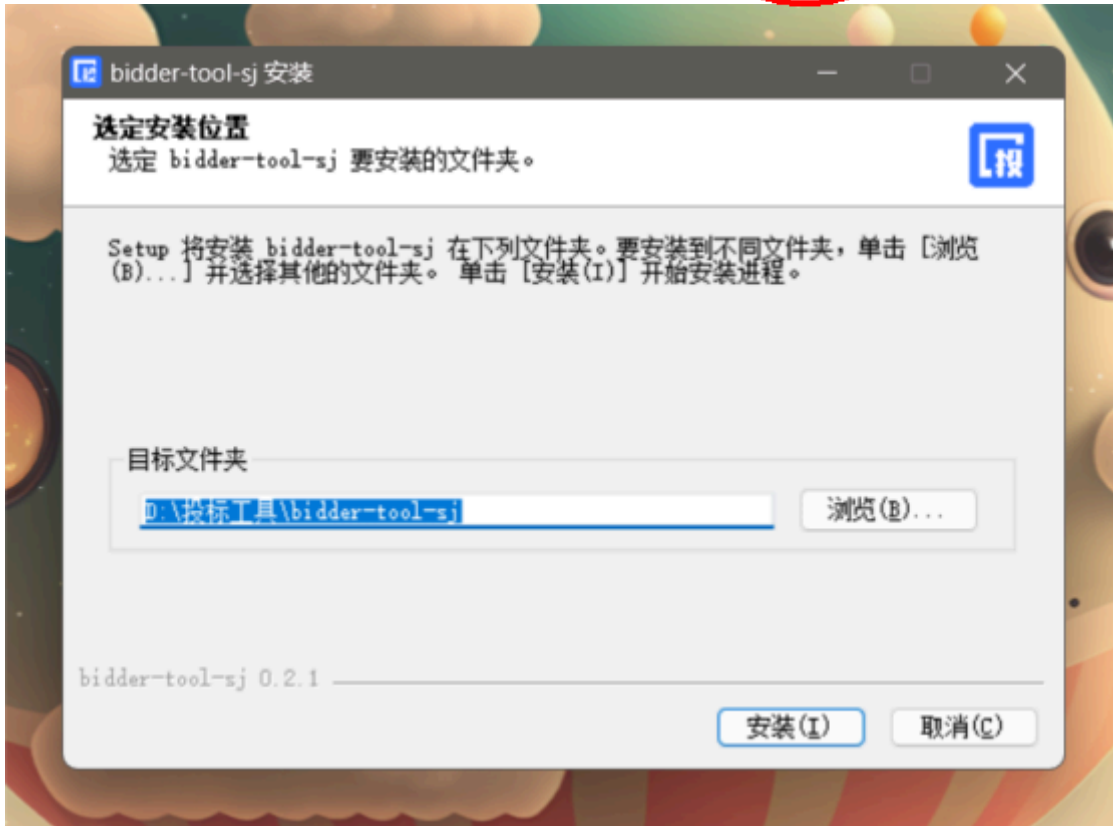 投 bidder-tool-sj 安装
选定安装位置
选定 bidder-tool-sj 要安装的文件夹。
投
Setup 将安装 bidder-tool-sj 在下列文件夹。要安装到不同文件夹，单击 [浏览
(B)...] 并选择其他的文件夹。 单击 [安装(I)] 开始安装进程。
目标文件夹
D:\投标工具\bidder-tool-sj 浏览(B)...
bidder-tool-sj 0.2.1
安装(I) 取消(C)